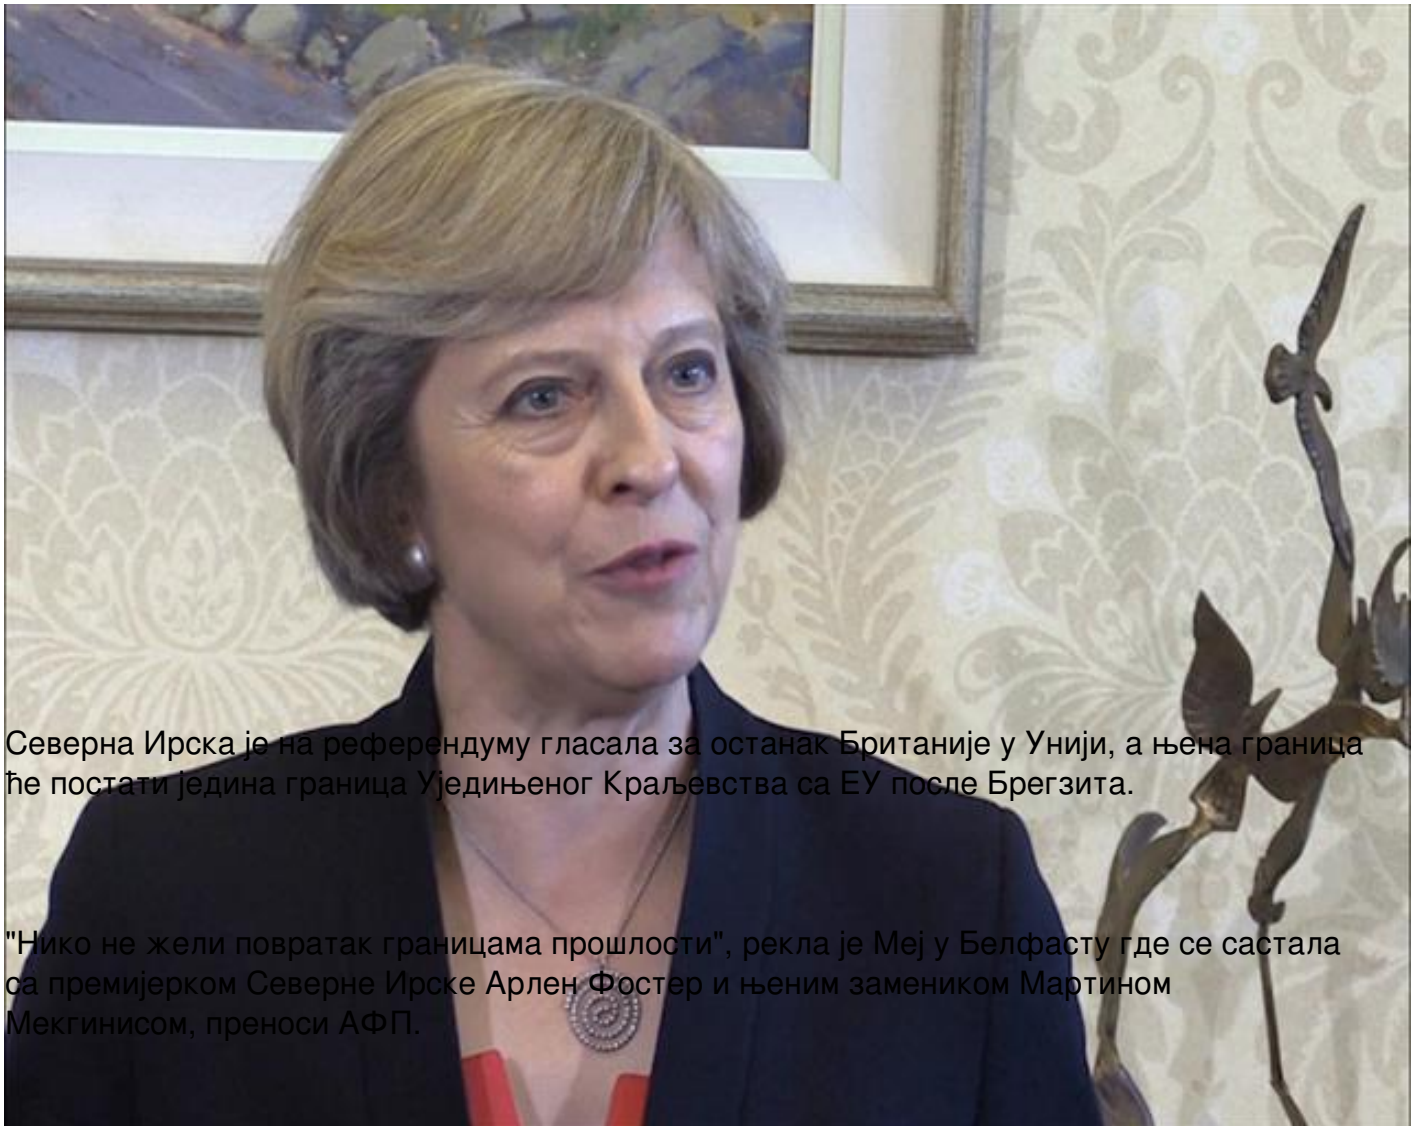 Северна Ирска је на референдуму гласала за останак Британије у Унији, а њена граница
ће постати једина граница Уједињеног Краљевства са ЕУ после Брегзита.
"Нико не жели повратак границама прошлости", рекла је Меј у Белфасту где се састала
са премијерком Северне Ирске Арлен Фостер и њеним замеником Мартином
Мекгинисом, преноси АФП.